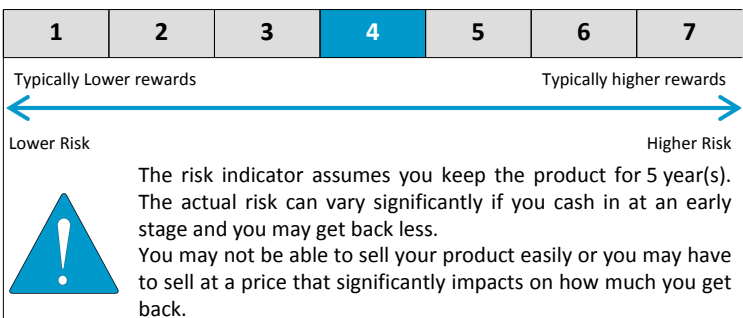 1 2 3 4 5 6 7
Typically Lower rewards Typically higher rewards
Lower Risk Higher Risk
The risk indicator assumes you keep the product for 5 year(s).
The actual risk can vary significantly if you cash in at an early
stage and you may get back less.
You may not be able to sell your product easily or you may have
to sell at a price that significantly impacts on how much you get
back.